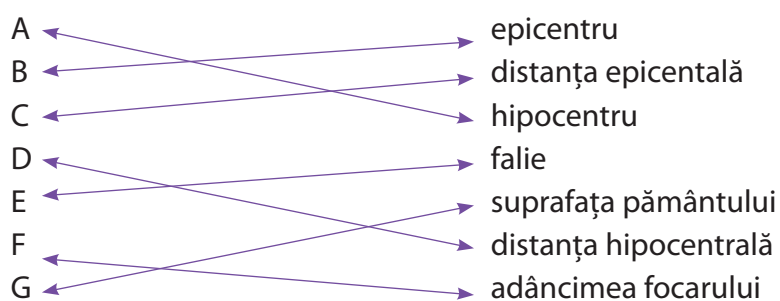 A epicentru
B distanța epicentală
C hipocentru
D falie
E suprafața pământului
F distanța hipocentrală
G adâncimea focarului